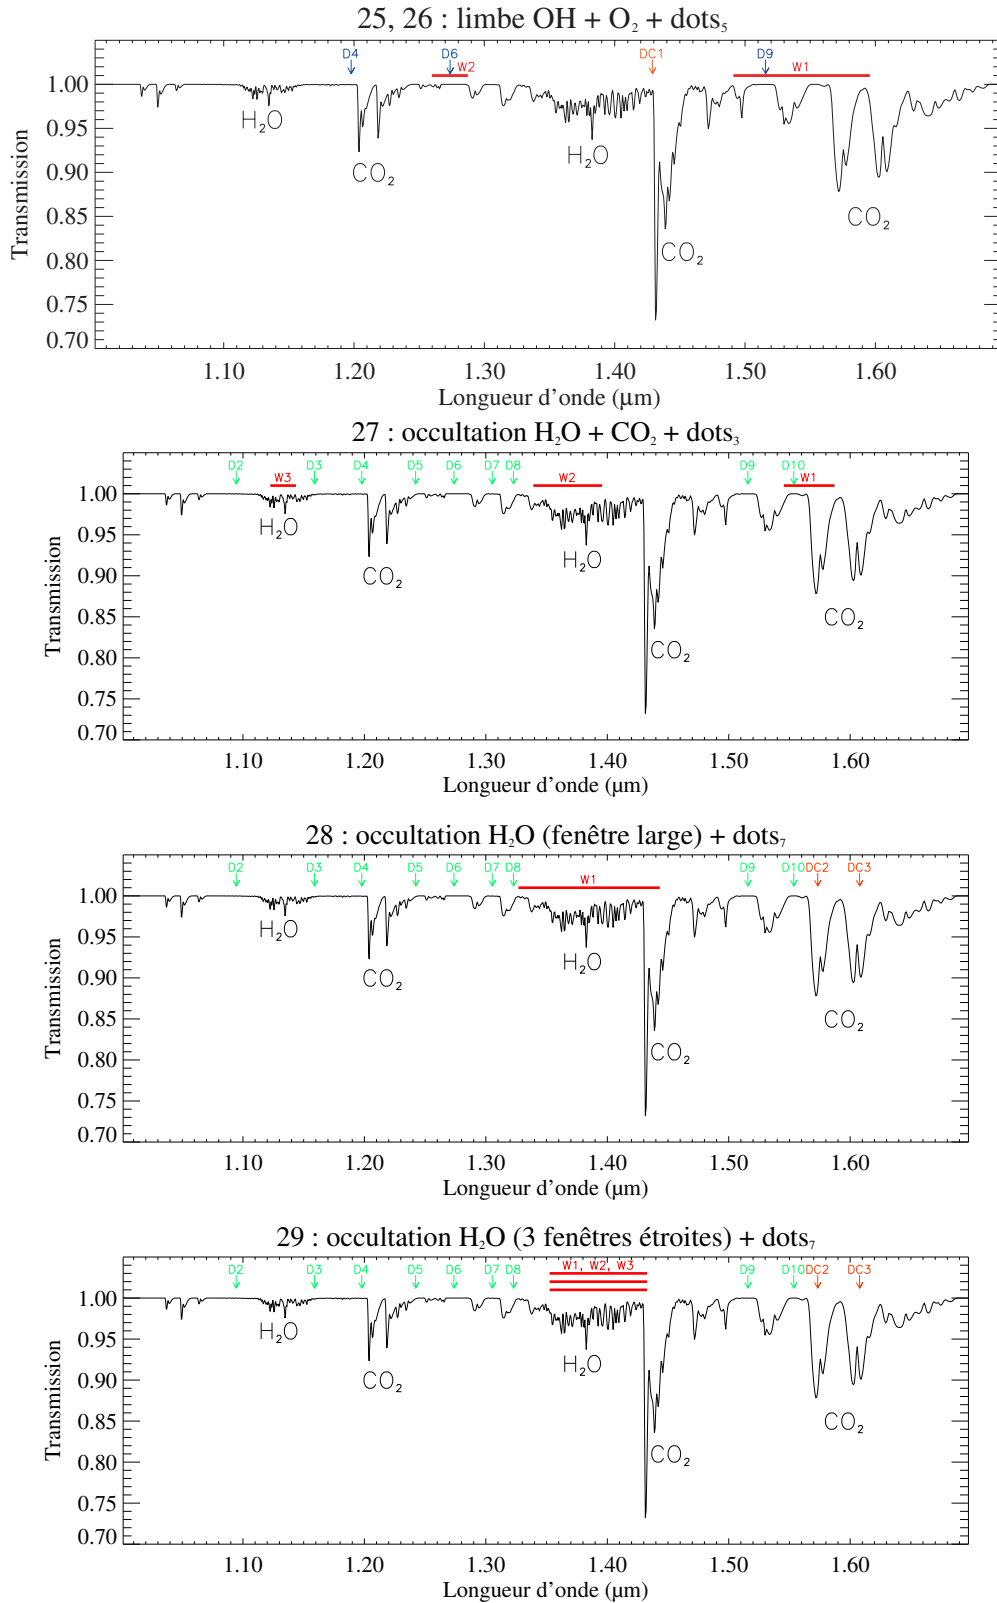 25, 26 : limbe OH + O₂ + dots₅
D4 D6 W2 DC1 D9 W1
1.00
0.95
0.90
0.85
0.80
0.75
0.70
Transmission
H₂O CO₂ H₂O CO₂ CO₂
1.10 1.20 1.30 1.40 1.50 1.60
Longueur d'onde (μm)
27 : occultation H₂O + CO₂ + dots₃
D2 W3 D3 D4 D5 D6 D7 D8 W2 D9 D10 W1
1.00
0.95
0.90
0.85
0.80
0.75
0.70
Transmission
H₂O CO₂ H₂O CO₂ CO₂
1.10 1.20 1.30 1.40 1.50 1.60
Longueur d'onde (μm)
28 : occultation H₂O (fenêtre large) + dots₇
D2 D3 D4 D5 D6 D7 D8 W1 D9 D10 DC2 DC3
1.00
0.95
0.90
0.85
0.80
0.75
0.70
Transmission
H₂O CO₂ H₂O CO₂ CO₂
1.10 1.20 1.30 1.40 1.50 1.60
Longueur d'onde (μm)
29 : occultation H₂O (3 fenêtres étroites) + dots₇
D2 D3 D4 D5 D6 D7 D8 W1, W2, W3 D9 D10 DC2 DC3
1.00
0.95
0.90
0.85
0.80
0.75
0.70
Transmission
H₂O CO₂ H₂O CO₂ CO₂
1.10 1.20 1.30 1.40 1.50 1.60
Longueur d'onde (μm)